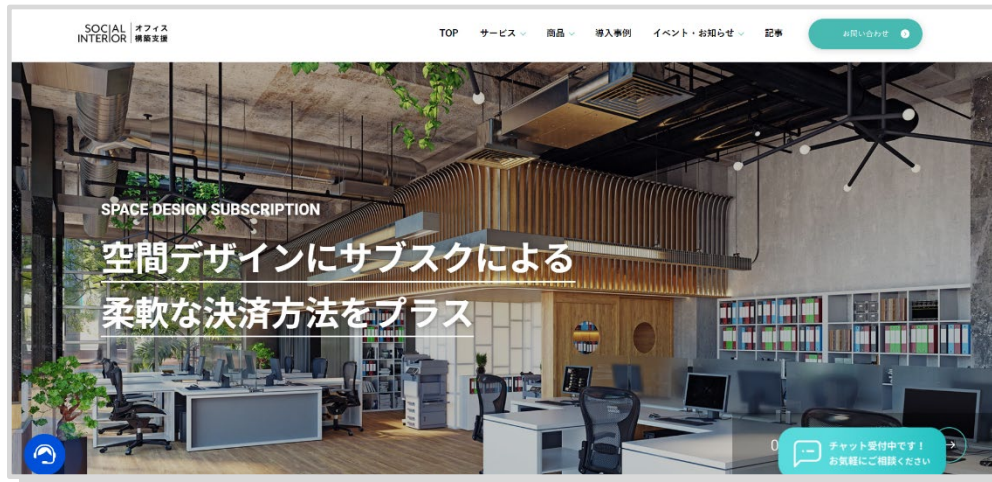 SOCIAL INTERIOR
オフィス
構築支援
TOP サービス 商品 導入事例 イベント・お知らせ 記事 お問い合わせ
SPACE DESIGN SUBSCRIPTION
空間デザインにサブスクによる
柔軟な決済方法をプラス
チャット受付中です！
お気軽にご相談ください